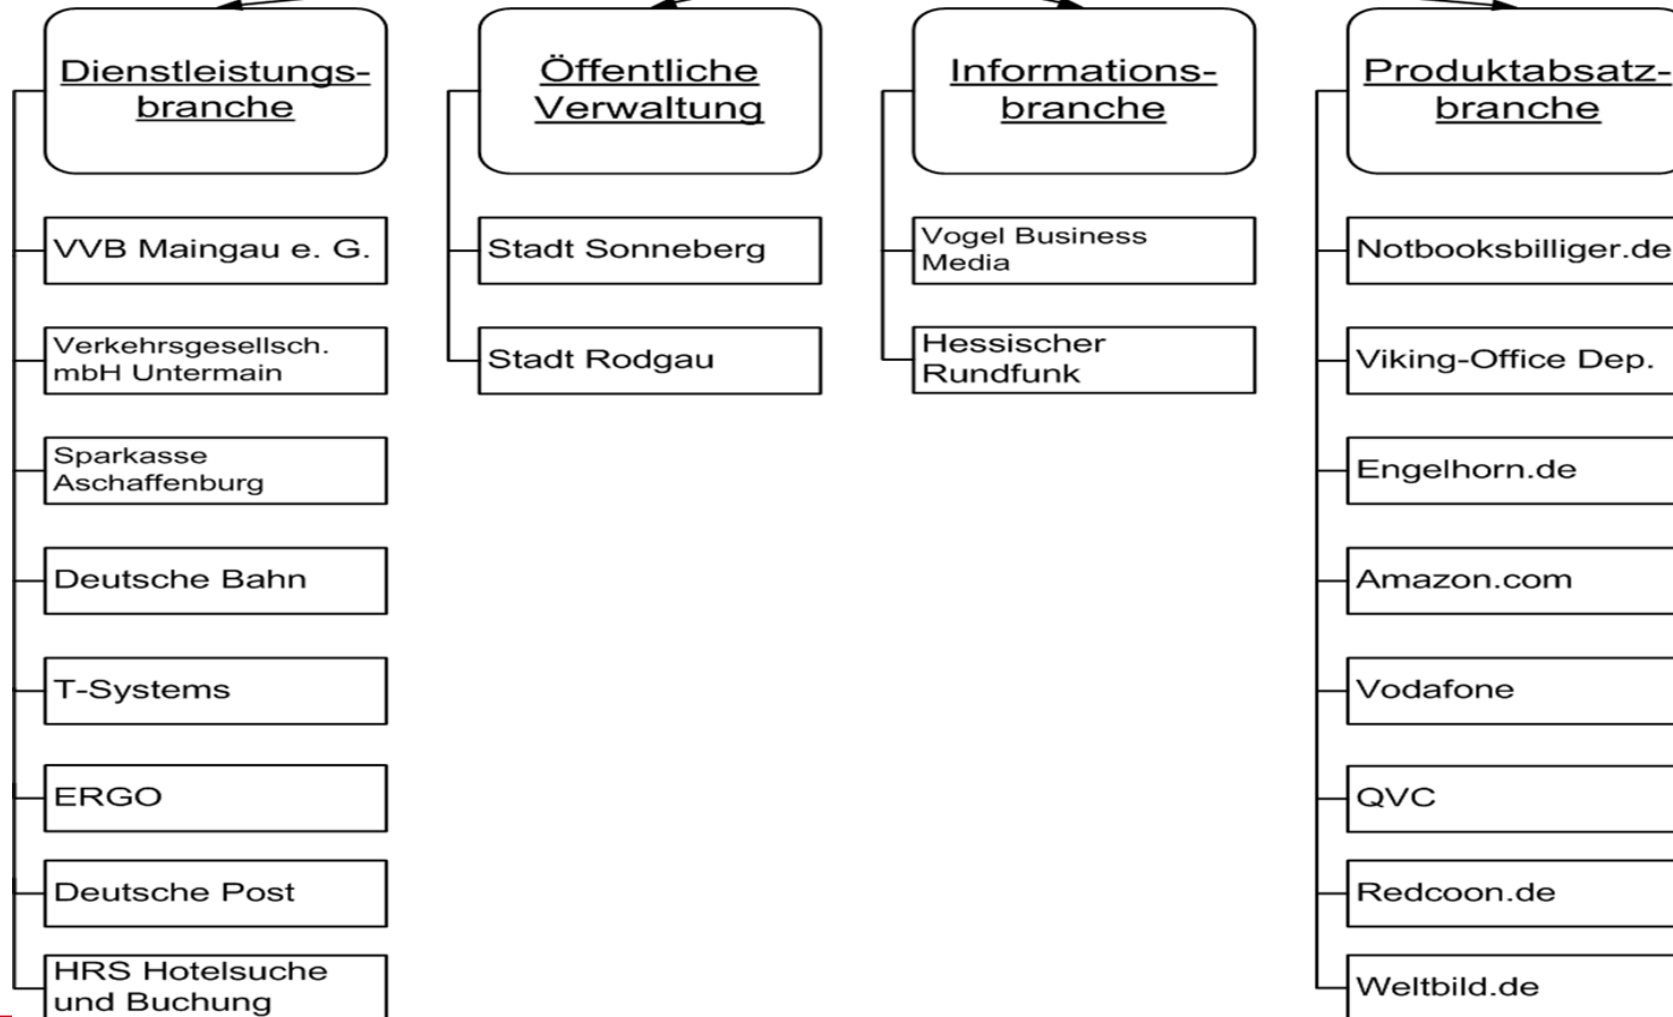 Dienstleistungs-
branche
VVB Maingau e. G.
Verkehrsgesellsch.
mbH Untermain
Sparkasse
Aschaffenburg
Deutsche Bahn
T-Systems
ERGO
Deutsche Post
HRS Hotelsuche
und Buchung
Öffentliche
Verwaltung
Stadt Sonneberg
Stadt Rodgau
Informations-
branche
Vogel Business
Media
Hessischer
Rundfunk
Produktabsatz-
branche
Notbooksbilliger.de
Viking-Office Dep.
Engelhorn.de
Amazon.com
Vodafone
QVC
Redcoon.de
Weltbild.de